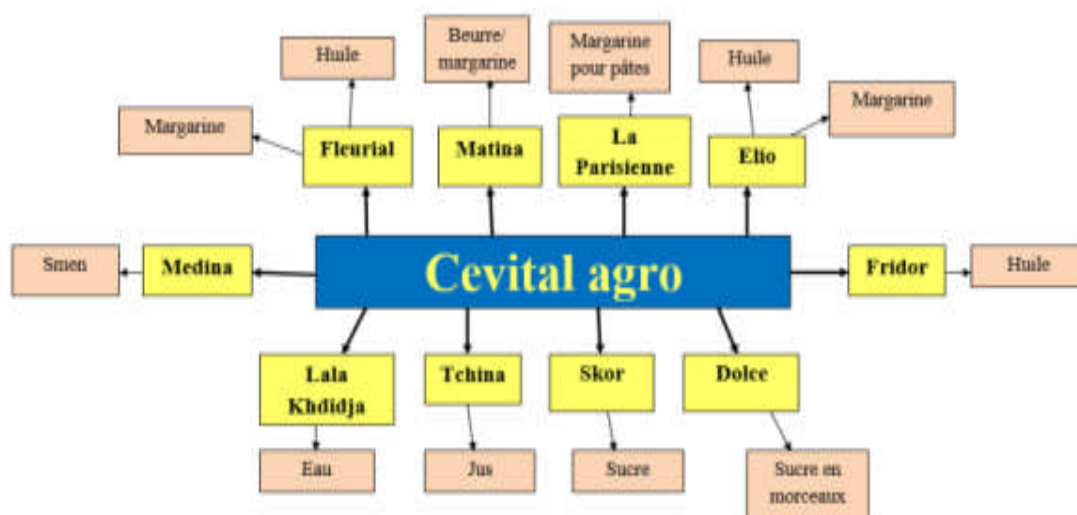 Huile
Beurre/
margarine
Margarine
pour pâtes
Huile
Margarine
Margarine
Fleurial
Matina
La
Parisienne
Elio
Smen
Medina
Cevital agro
Fridor
Huile
Lala
Khdidja
Tchina
Skor
Dolce
Eau
Jus
Sucre
Sucre en
morceaux